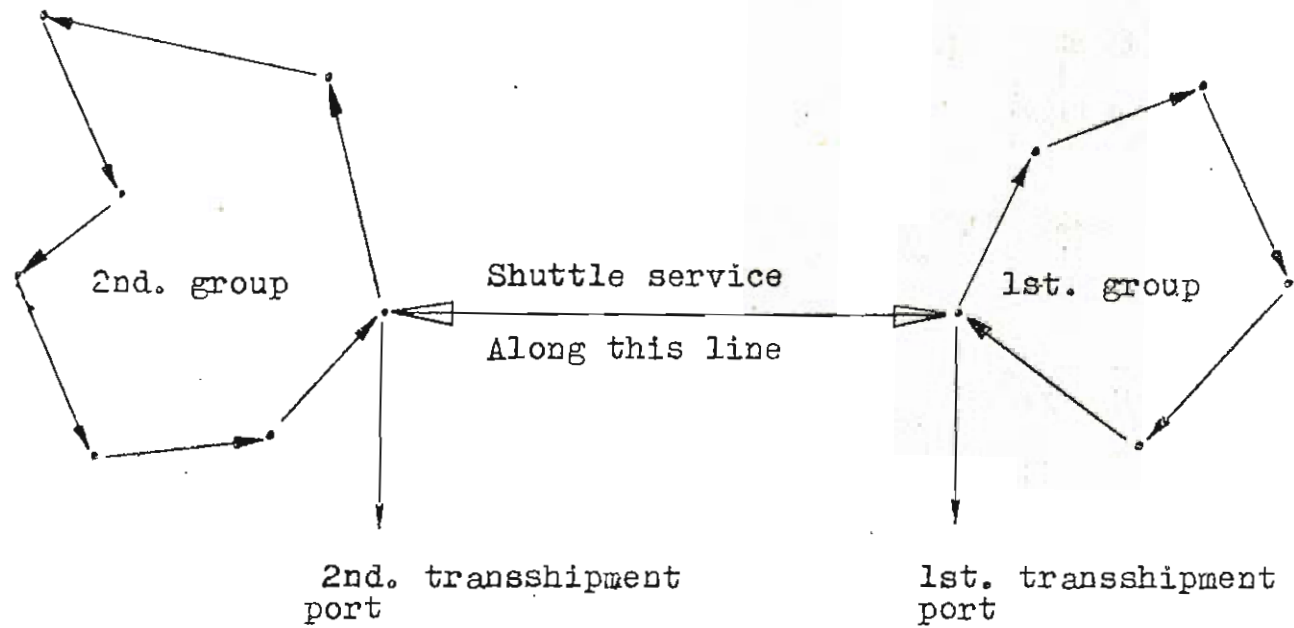 2nd. group
Shuttle service
Along this line
1st. group
2nd. transshipment
port
1st. transshipment
port